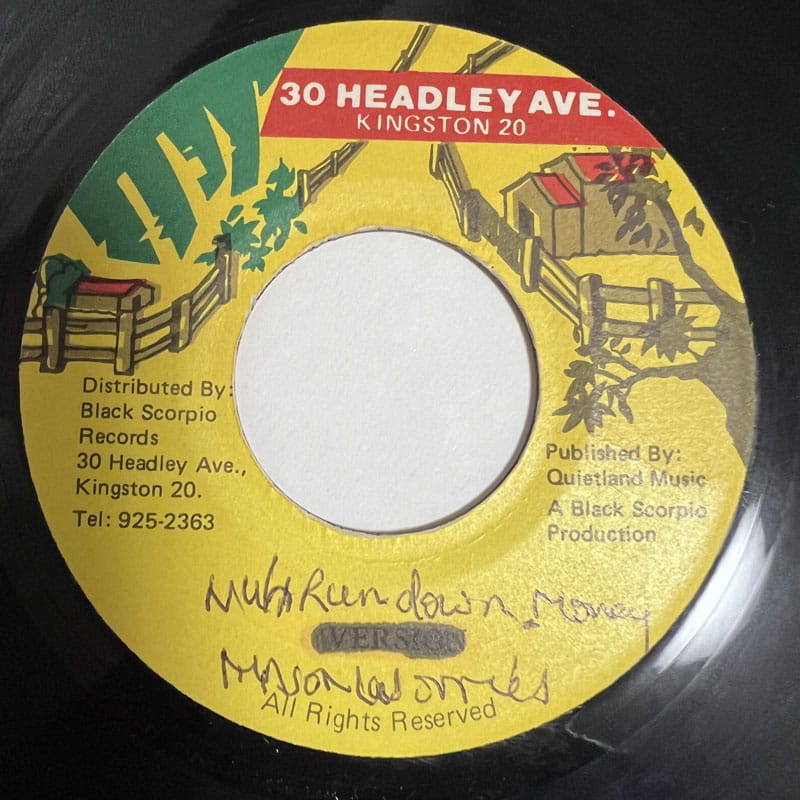 30 HEADLEY AVE.
KINGSTON 20
Distributed By:
Black Scorpio
Records
30 Headley Ave.,
Kingston 20.
Tel: 925-2363
Published By:
Quietland Music
A Black Scorpio
Production
Run down Money
VERSION
All Rights Reserved